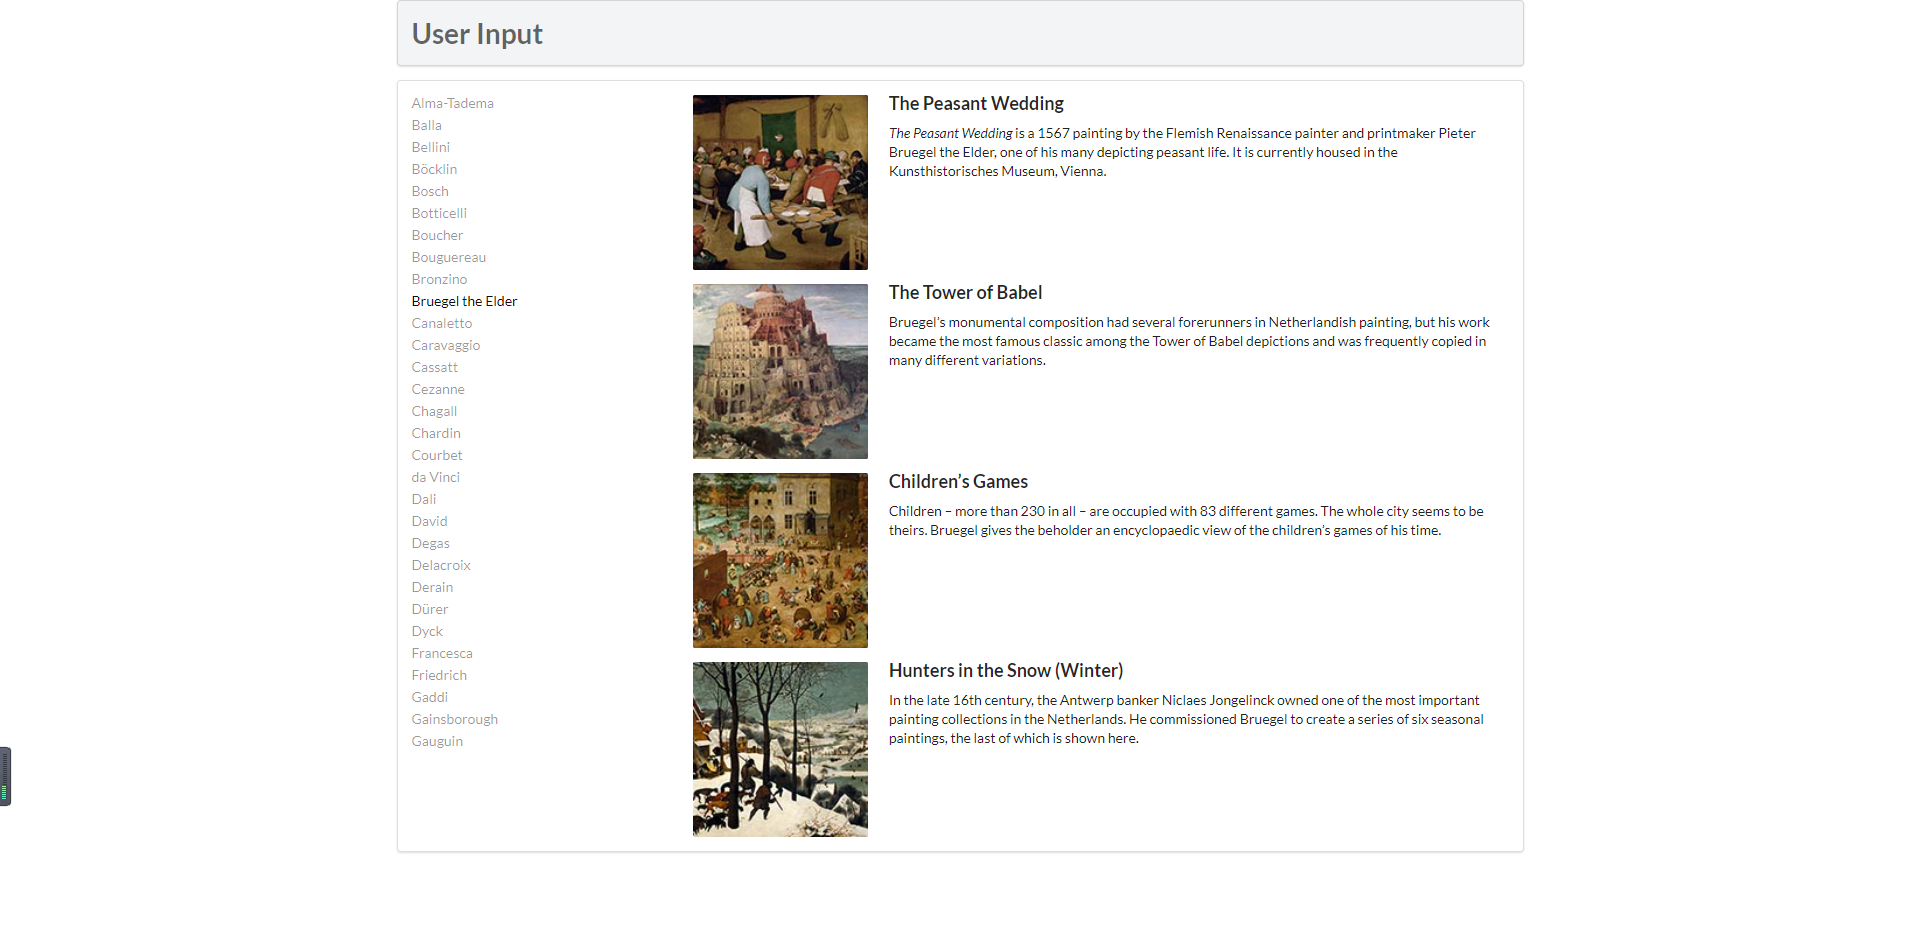 User Input
Alma-Tadema
Balla
Bellini
Böcklin
Bosch
Botticelli
Boucher
Bouguereau
Bronzino
Bruegel the Elder
Canaletto
Caravaggio
Cassatt
Cezanne
Chagall
Chardin
Courbet
da Vinci
Dali
David
Degas
Delacroix
Derain
Dürer
Dyck
Francesca
Friedrich
Gaddi
Gainsborough
Gauguin
The Peasant Wedding
The Peasant Wedding is a 1567 painting by the Flemish Renaissance painter and printmaker Pieter
Bruegel the Elder, one of his many depicting peasant life. It is currently housed in the
Kunsthistorisches Museum, Vienna.
The Tower of Babel
Bruegel’s monumental composition had several forerunners in Netherlandish painting, but his work
became the most famous classic among the Tower of Babel depictions and was frequently copied in
many different variations.
Children’s Games
Children – more than 230 in all – are occupied with 83 different games. The whole city seems to be
theirs. Bruegel gives the beholder an encyclopaedic view of the children’s games of his time.
Hunters in the Snow (Winter)
In the late 16th century, the Antwerp banker Niclaes Jongelinck owned one of the most important
painting collections in the Netherlands. He commissioned Bruegel to create a series of six seasonal
paintings, the last of which is shown here.